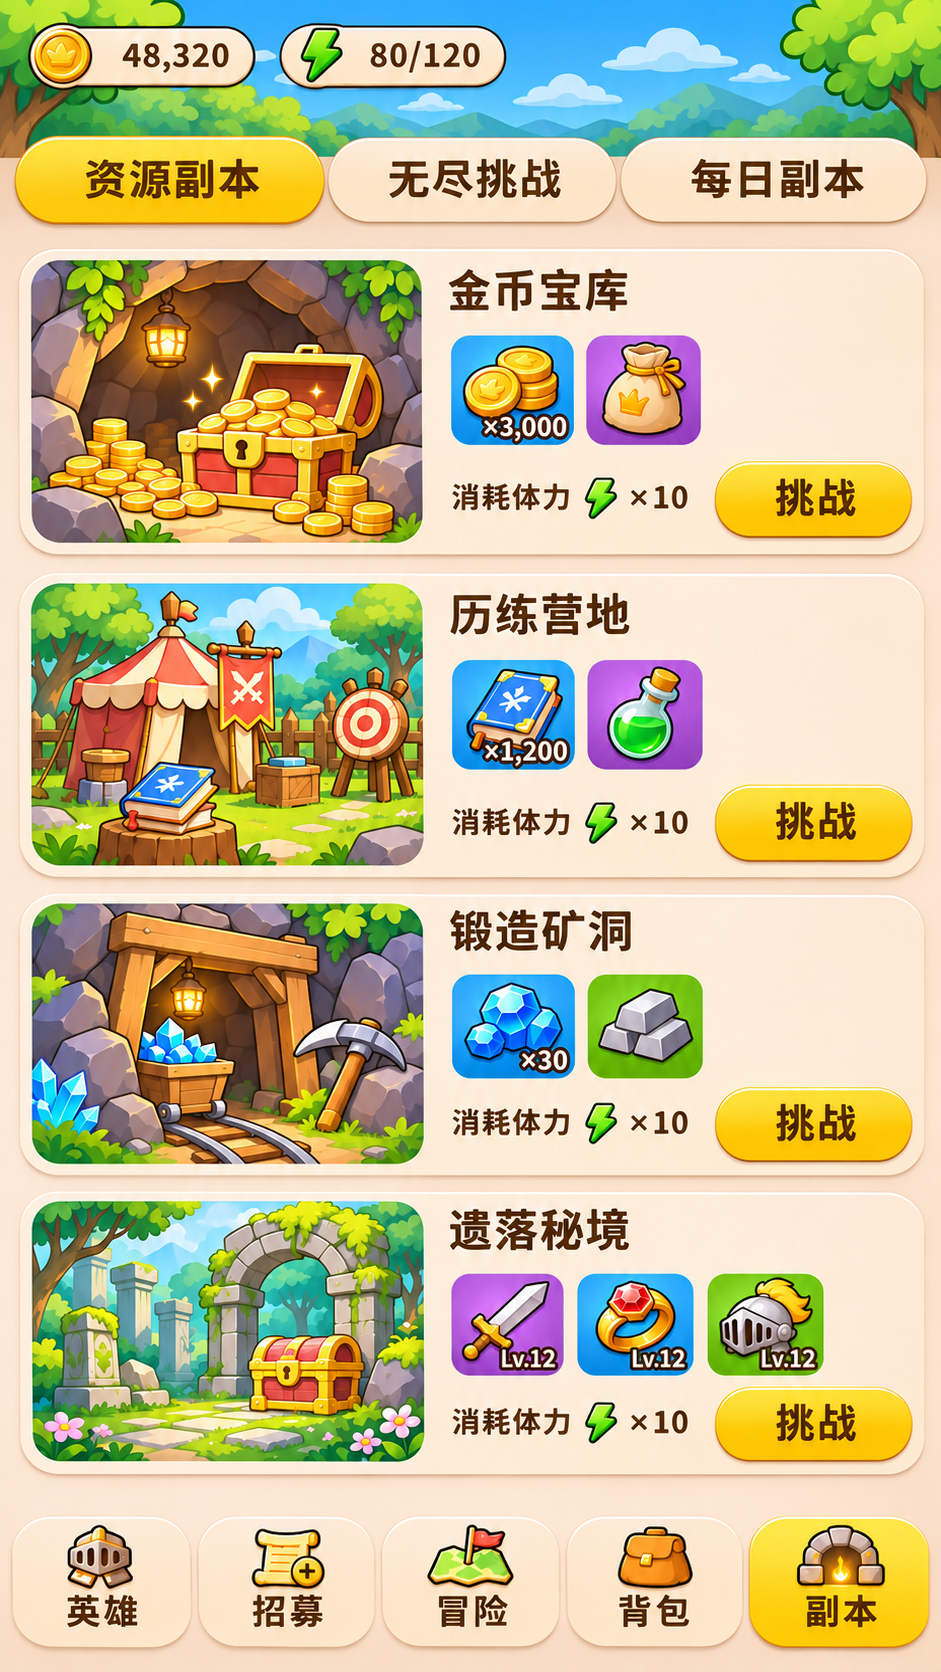 48,320 80/120
资源副本 无尽挑战 每日副本
金币宝库
×3,000
消耗体力 ×10 挑战
历练营地
×1,200
消耗体力 ×10 挑战
锻造矿洞
×30
消耗体力 ×10 挑战
遗落秘境
Lv.12 Lv.12 Lv.12
消耗体力 ×10 挑战
英雄 招募 冒险 背包 副本